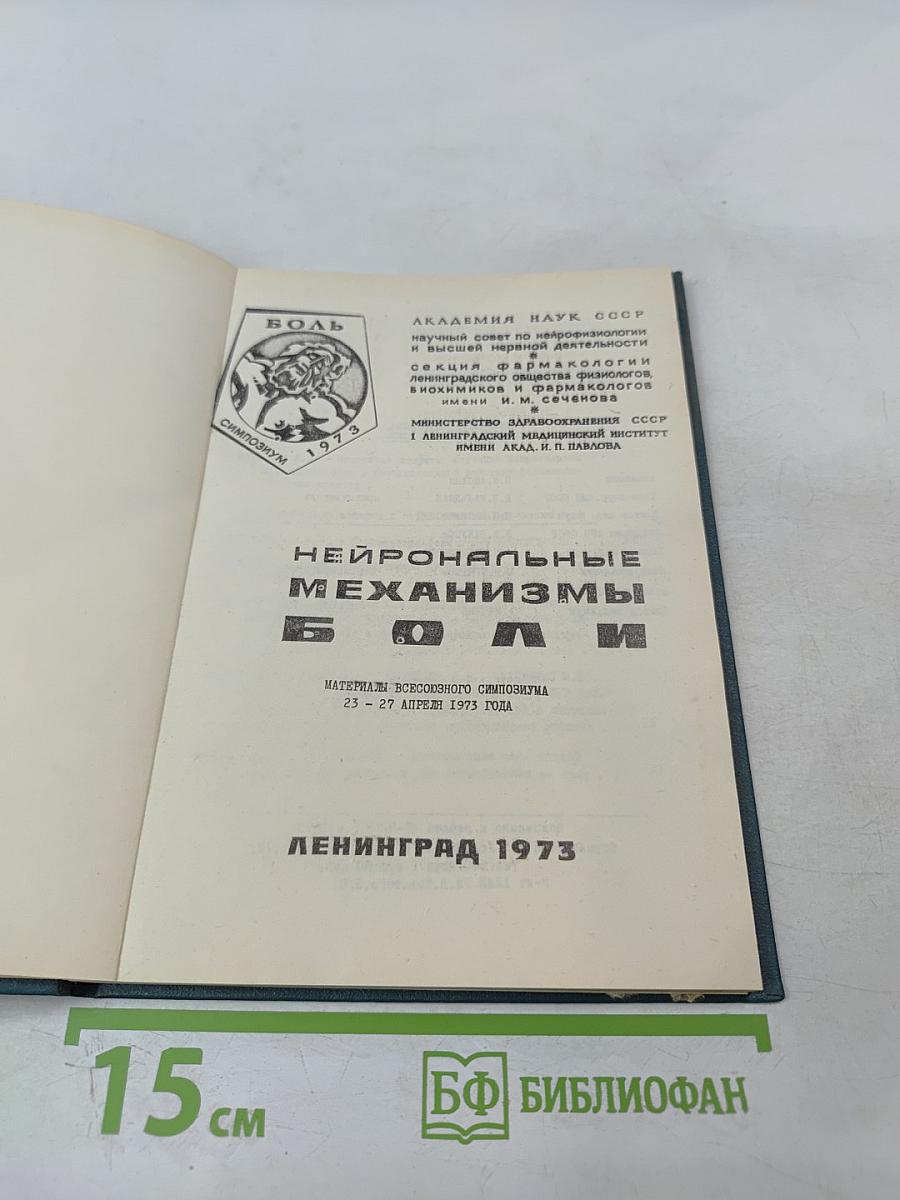 БОЛЬ
СИМПОЗИУМ 1973
АКАДЕМИЯ НАУК СССР
научный совет по нейрофизиологии
и высшей нервной деятельности
*
секция фармакологии
ленинградского общества физиологов,
биохимиков и фармакологов
имени И. М. Сеченова
*
МИНИСТЕРСТВО ЗДРАВООХРАНЕНИЯ СССР
I ЛЕНИНГРАДСКИЙ МЕДИЦИНСКИЙ ИНСТИТУТ
ИМЕНИ АКАД. И. П. ПАВЛОВА
НЕЙРОНАЛЬНЫЕ
МЕХАНИЗМЫ
БОЛИ
МАТЕРИАЛЫ ВСЕСОЮЗНОГО СИМПОЗИУМА
23 - 27 АПРЕЛЯ 1973 ГОДА
ЛЕНИНГРАД 1973
15 см
БФ БИБЛИОФАН